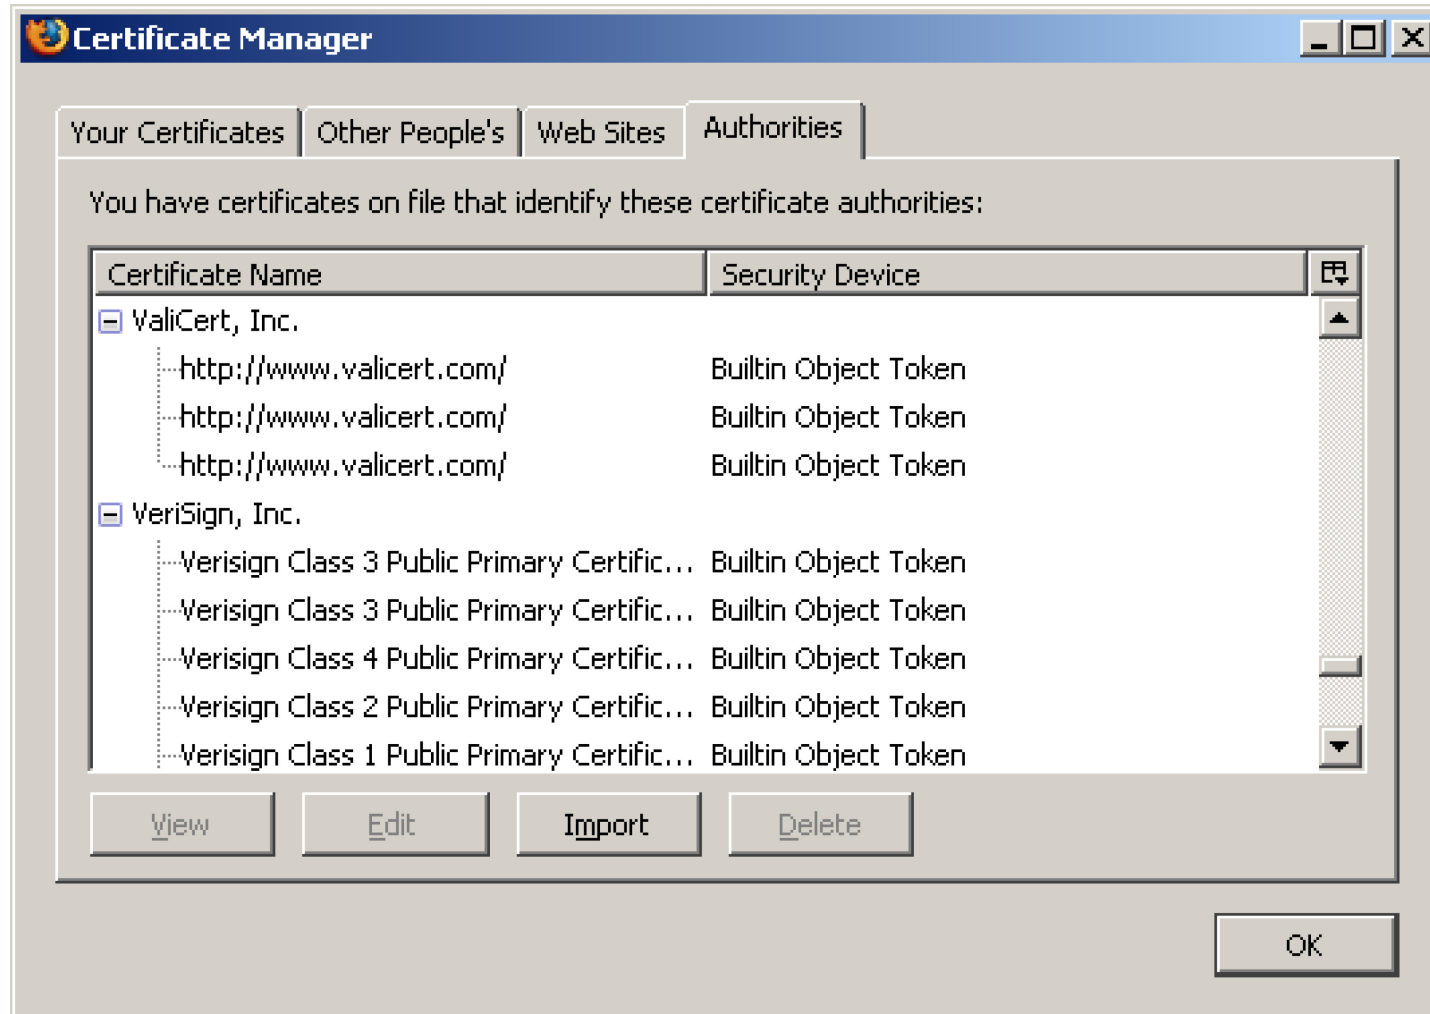 Certificate Manager
Your Certificates Other People's Web Sites Authorities
You have certificates on file that identify these certificate authorities:
Certificate Name Security Device
ValiCert, Inc.
http://www.valicert.com/ Builtin Object Token
http://www.valicert.com/ Builtin Object Token
http://www.valicert.com/ Builtin Object Token
VeriSign, Inc.
Verisign Class 3 Public Primary Certific... Builtin Object Token
Verisign Class 3 Public Primary Certific... Builtin Object Token
Verisign Class 4 Public Primary Certific... Builtin Object Token
Verisign Class 2 Public Primary Certific... Builtin Object Token
Verisign Class 1 Public Primary Certific... Builtin Object Token
View Edit Import Delete
OK